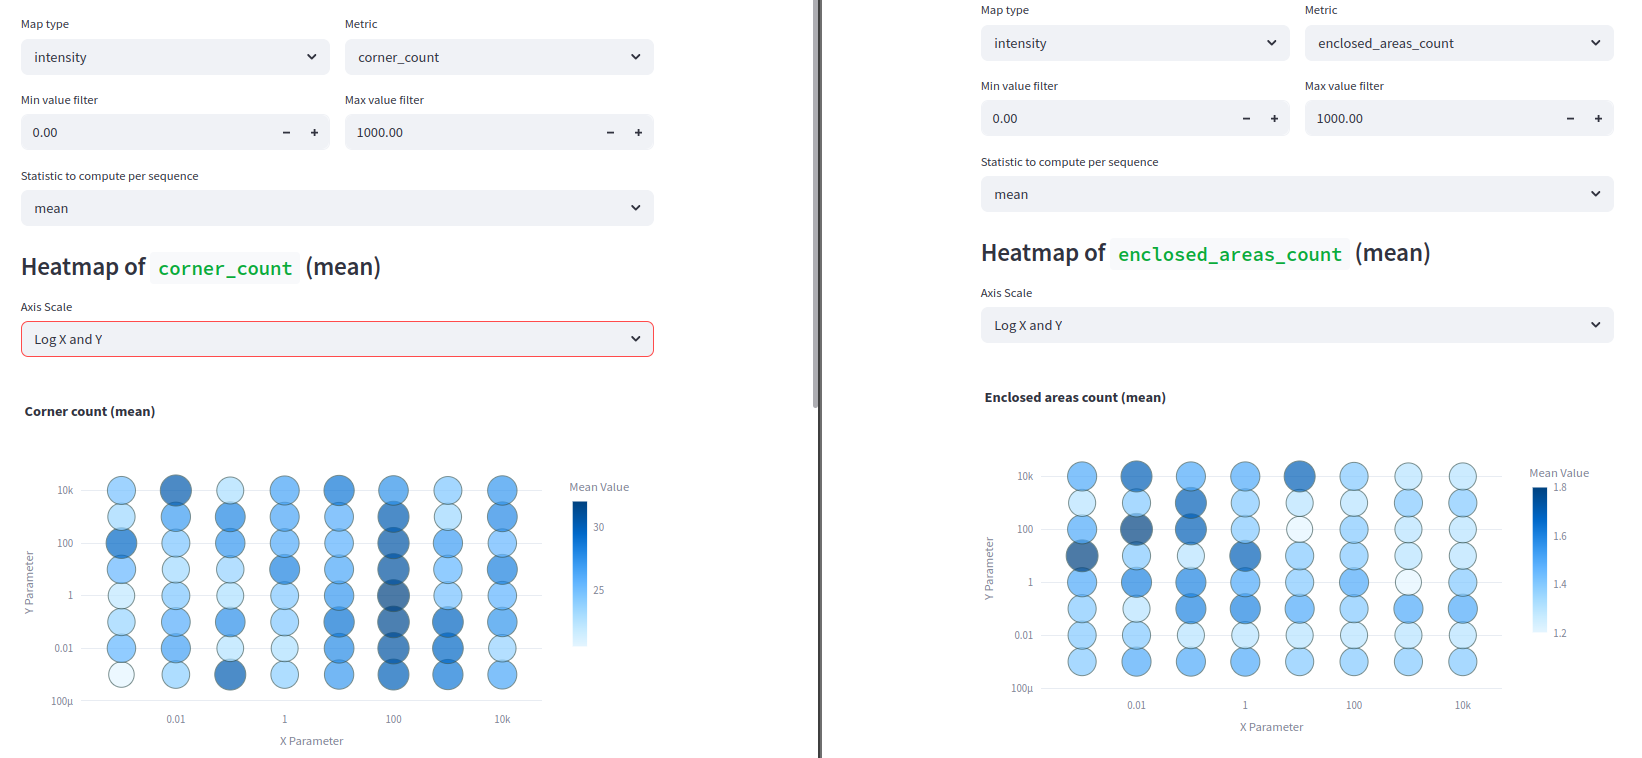 Map type
Metric
intensity
corner_count
Min value filter
Max value filter
0.00
1000.00
Statistic to compute per sequence
mean
Heatmap of corner_count (mean)
Axis Scale
Log X and Y
Corner count (mean)
Mean Value
30
25
10k
100
1
0.01
100µ
Y Parameter
0.01
1
100
10k
X Parameter
Map type
Metric
intensity
enclosed_areas_count
Min value filter
Max value filter
0.00
1000.00
Statistic to compute per sequence
mean
Heatmap of enclosed_areas_count (mean)
Axis Scale
Log X and Y
Enclosed areas count (mean)
Mean Value
1.8
1.6
1.4
1.2
10k
100
1
0.01
100µ
Y Parameter
0.01
1
100
10k
X Parameter